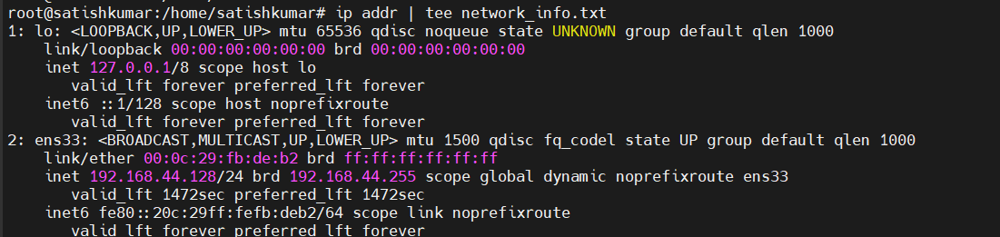 root@satishkumar:/home/satishkumar# ip addr | tee network_info.txt
1: lo: <LOOPBACK,UP,LOWER_UP> mtu 65536 qdisc noqueue state UNKNOWN group default qlen 1000
link/loopback 00:00:00:00:00:00 brd 00:00:00:00:00:00
inet 127.0.0.1/8 scope host lo
valid_lft forever preferred_lft forever
inet6 ::1/128 scope host noprefixroute
valid_lft forever preferred_lft forever
2: ens33: <BROADCAST,MULTICAST,UP,LOWER_UP> mtu 1500 qdisc fq_codel state UP group default qlen 1000
link/ether 00:0c:29:fb:de:b2 brd ff:ff:ff:ff:ff:ff
inet 192.168.44.128/24 brd 192.168.44.255 scope global dynamic noprefixroute ens33
valid_lft 1472sec preferred_lft 1472sec
inet6 fe80::20c:29ff:fefb:deb2/64 scope link noprefixroute
valid_lft forever preferred_lft forever